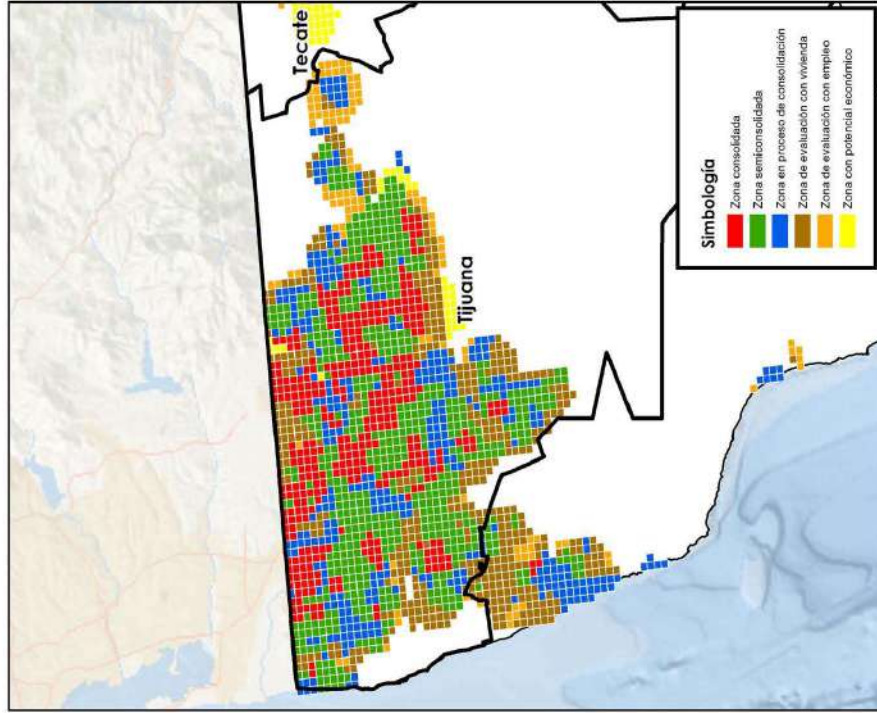 Tecate
Tijuana
Simbología
Zona consolidada
Zona semiconsolidada
Zona en proceso de consolidación
Zona de evaluación con vivienda
Zona de evaluación con empleo
Zona con potencial económico